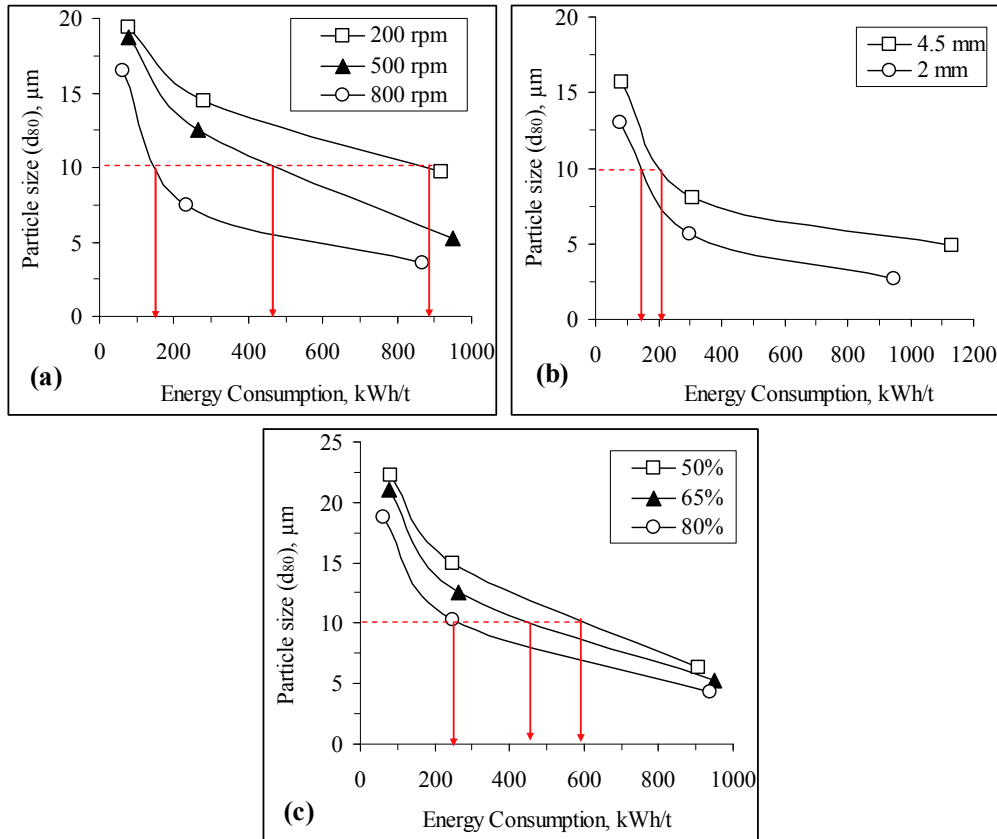 20
15
10
5
0
Particle size (d80), µm
200 rpm
500 rpm
800 rpm
0 200 400 600 800 1000
(a)
Energy Consumption, kWh/t
20
15
10
5
0
Particle size (d80), µm
4.5 mm
2 mm
0 200 400 600 800 1000 1200
(b)
Energy Consumption, kWh/t
25
20
15
10
5
0
Particle size (d80), µm
50%
65%
80%
0 200 400 600 800 1000
(c)
Energy Consumption, kWh/t